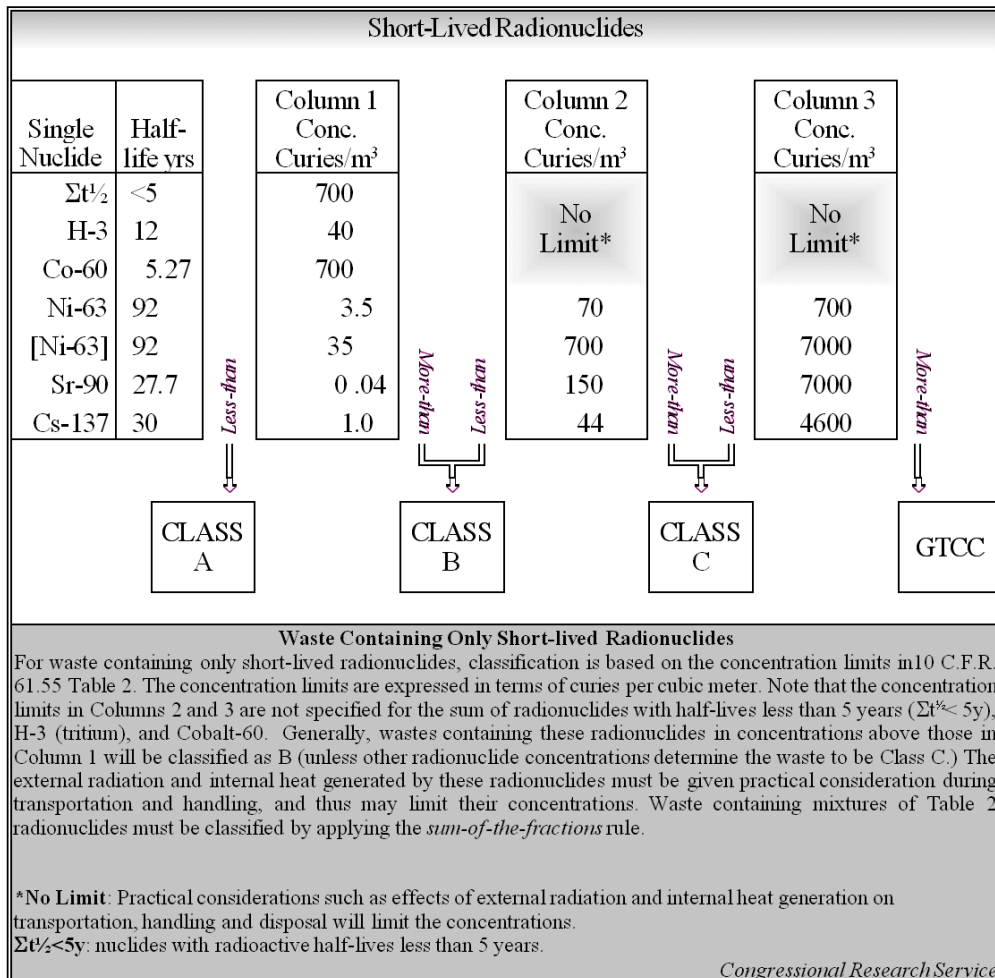 Short-Lived Radionuclides
Single Nuclide Half-life yrs Column 1 Conc. Curies/m³ Column 2 Conc. Curies/m³ Column 3 Conc. Curies/m³
Σt½ <5 700 No Limit* No Limit*
H-3 12 40
Co-60 5.27 700
Ni-63 92 3.5 70 700
[Ni-63] 92 35 700 7000
Sr-90 27.7 0 .04 150 7000
Cs-137 30 1.0 44 4600
Less-than More-than Less-than More-than Less-than More-than
CLASS A CLASS B CLASS C GTCC
Waste Containing Only Short-lived Radionuclides
For waste containing only short-lived radionuclides, classification is based on the concentration limits in10 C.F.R.
61.55 Table 2. The concentration limits are expressed in terms of curies per cubic meter. Note that the concentration
limits in Columns 2 and 3 are not specified for the sum of radionuclides with half-lives less than 5 years (Σt½< 5y),
H-3 (tritium), and Cobalt-60. Generally, wastes containing these radionuclides in concentrations above those in
Column 1 will be classified as B (unless other radionuclide concentrations determine the waste to be Class C.) The
external radiation and internal heat generated by these radionuclides must be given practical consideration during
transportation and handling, and thus may limit their concentrations. Waste containing mixtures of Table 2
radionuclides must be classified by applying the sum-of-the-fractions rule.
*No Limit: Practical considerations such as effects of external radiation and internal heat generation on
transportation, handling and disposal will limit the concentrations.
Σt½<5y: nuclides with radioactive half-lives less than 5 years.
Congressional Research Service